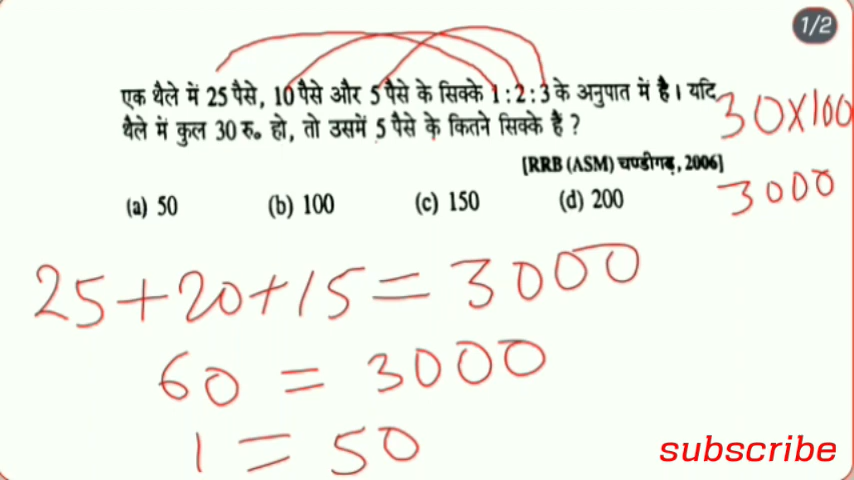 1/2
एक थैले में 25 पैसे, 10 पैसे और 5 पैसे के सिक्के 1 : 2 : 3 के अनुपात में है। यदि
थैले में कुल 30 रु० हो, तो उसमें 5 पैसे के कितने सिक्के हैं ?
30×100
[RRB (ASM) चण्डीगढ़, 2006]
3000
(a) 50 (b) 100 (c) 150 (d) 200
25+20+15=3000
60 = 3000
1 = 50
subscribe